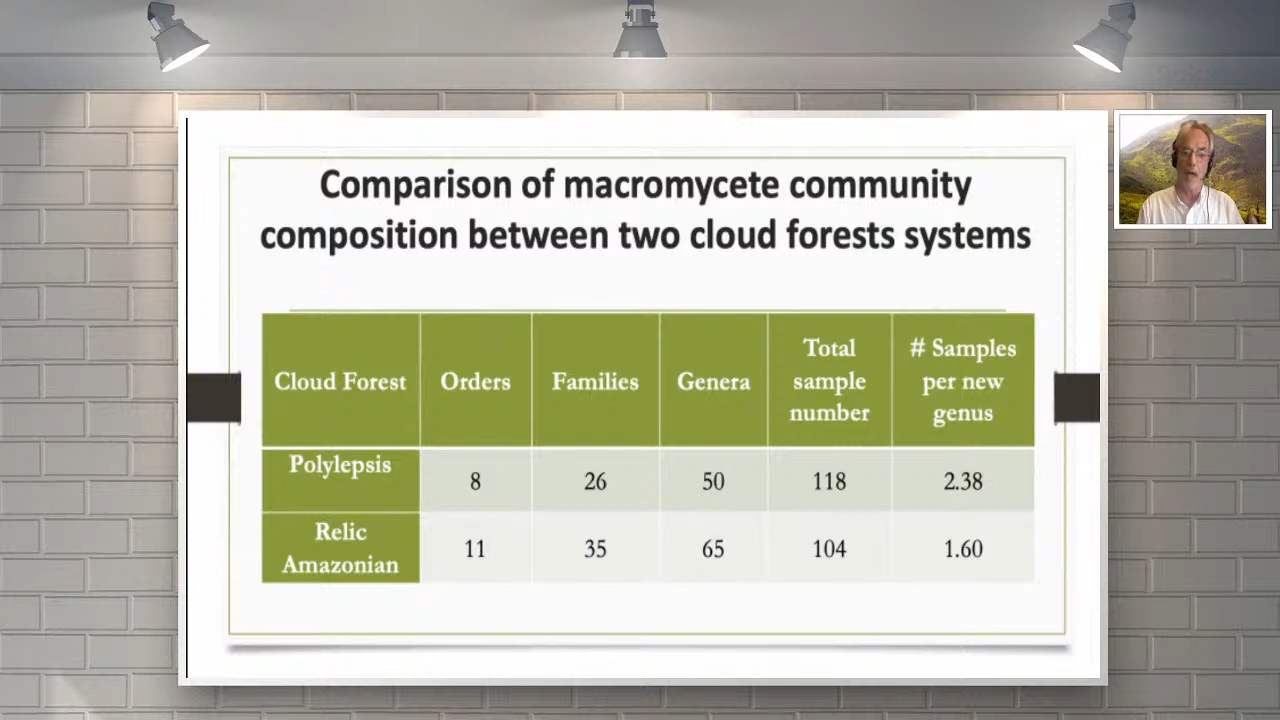 Comparison of macromycete community
composition between two cloud forests systems
Cloud Forest
Orders
Families
Genera
Total
sample
number
# Samples
per new
genus
Polylepsis
8
26
50
118
2.38
Relic
Amazonian
11
35
65
104
1.60